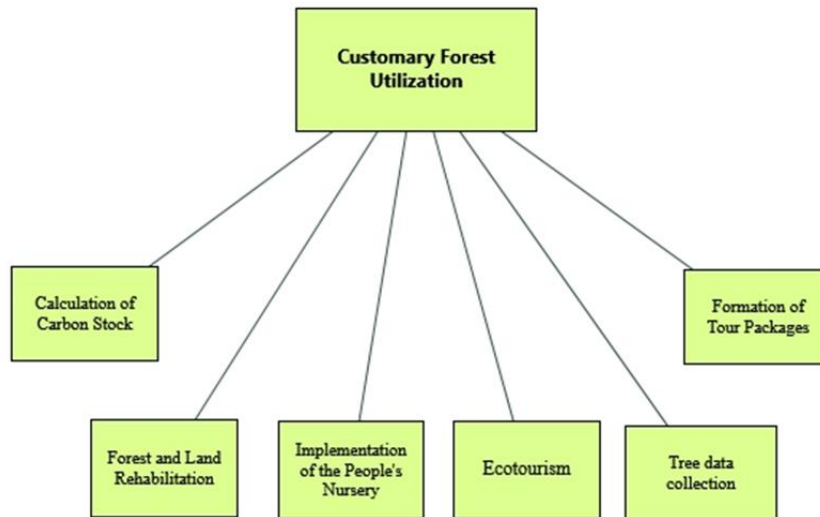 Customary Forest
Utilization
Calculation of
Carbon Stock
Formation of
Tour Packages
Forest and Land
Rehabilitation
Implementation
of the People's
Nursery
Ecotourism
Tree data
collection